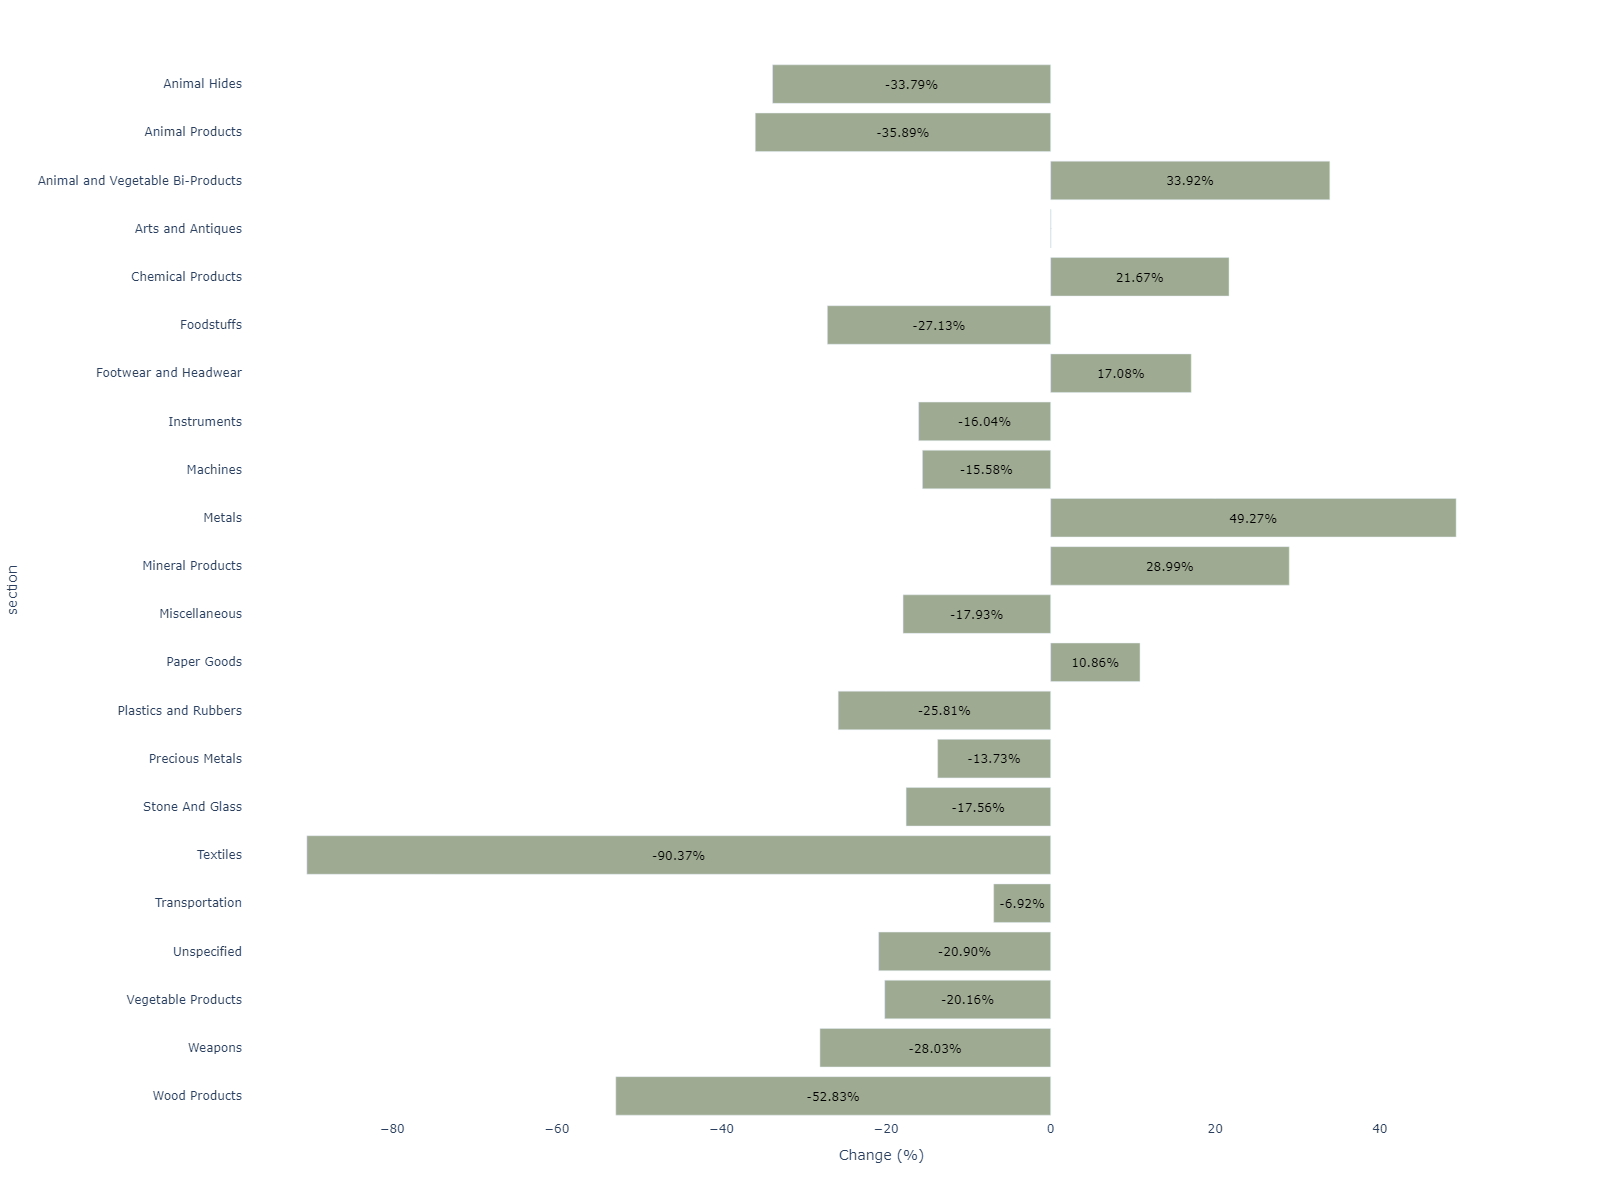 Animal Hides -33.79%
Animal Products -35.89%
Animal and Vegetable Bi-Products 33.92%
Arts and Antiques
Chemical Products 21.67%
Foodstuffs -27.13%
Footwear and Headwear 17.08%
Instruments -16.04%
Machines -15.58%
Metals 49.27%
Mineral Products 28.99%
Miscellaneous -17.93%
Paper Goods 10.86%
Plastics and Rubbers -25.81%
Precious Metals -13.73%
Stone And Glass -17.56%
Textiles -90.37%
Transportation -6.92%
Unspecified -20.90%
Vegetable Products -20.16%
Weapons -28.03%
Wood Products -52.83%
section
−80 −60 −40 −20 0 20 40
Change (%)